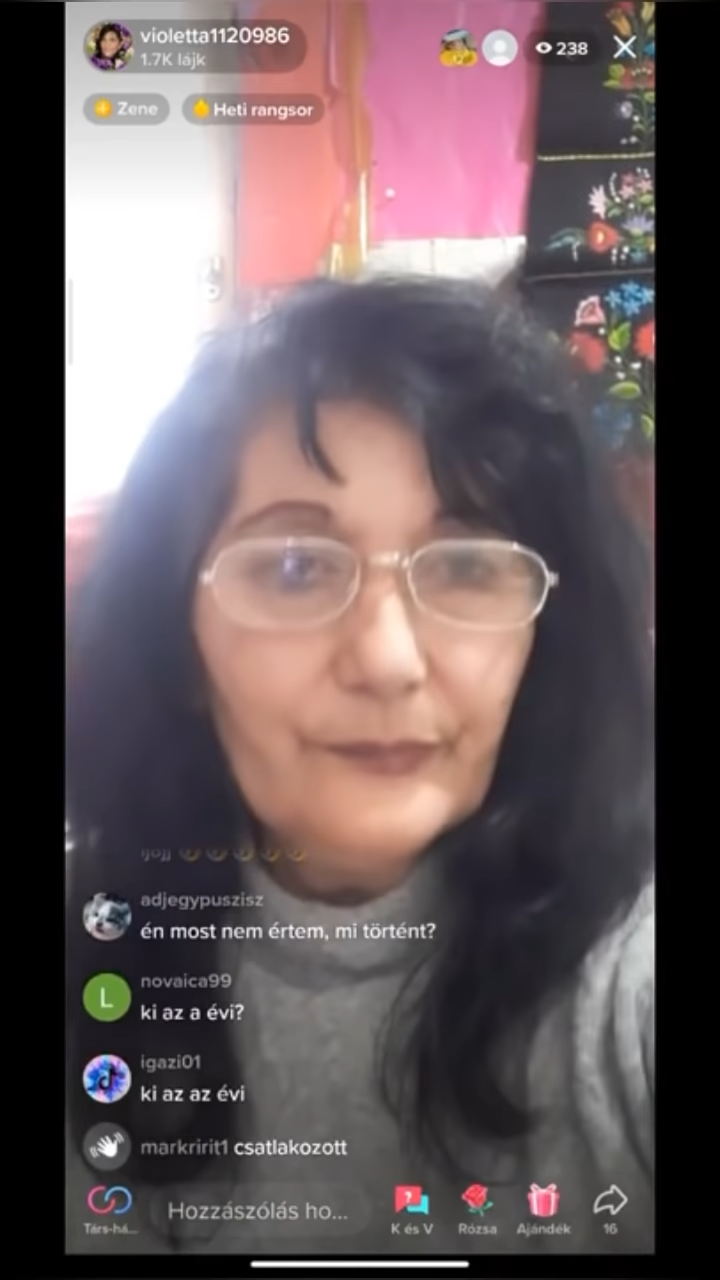 violetta1120986
1.7K lájk
238
Zene
Heti rangsor
adjegypuszisz
én most nem értem, mi történt?
novaica99
L
ki az a évi?
igazi01
ki az az évi
markririt1 csatlakozott
Hozzászólás ho...
Társ-há...
K és V
Rózsa
Ajándék
16